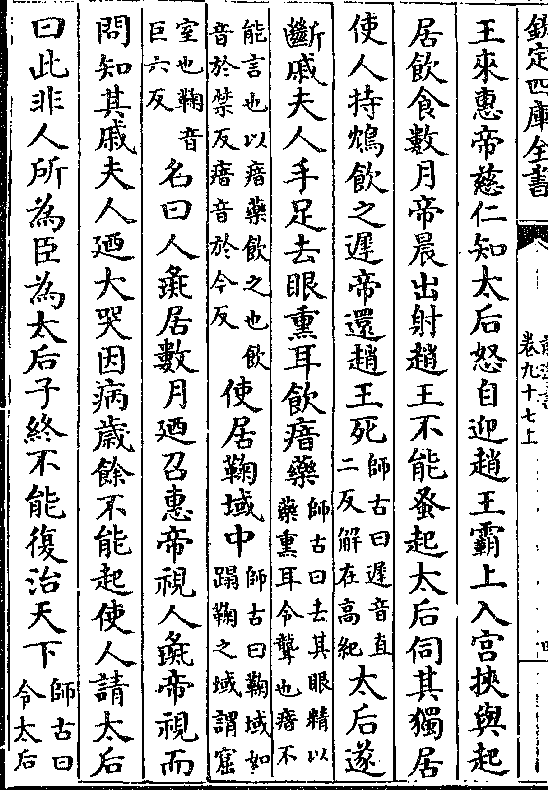 欽定四庫全書
卷九十七上
王來惠帝慈仁知太后怒自迎趙王霸上入宮挾與起
居飲食數月帝晨出射趙王不能蚤起太后伺其獨居
使人持鴆飲之遲帝還趙王死師古曰遲音直二反解在高紀太后遂
斷戚夫人手足去眼熏耳飲瘖藥師古曰去其眼精以藥熏耳令聾也瘖不
能言也以瘖藥飲之也飲音於禁反瘖音於今反使居鞠域中師古曰鞠域如蹋鞠之域謂窟
室也鞠音巨六反名曰人彘居數月廼召惠帝視人彘帝視而
問知其戚夫人廼大哭因病歲餘不能起使人請太后
曰此非人所為臣為太后子終不能復治天下師古曰令太后